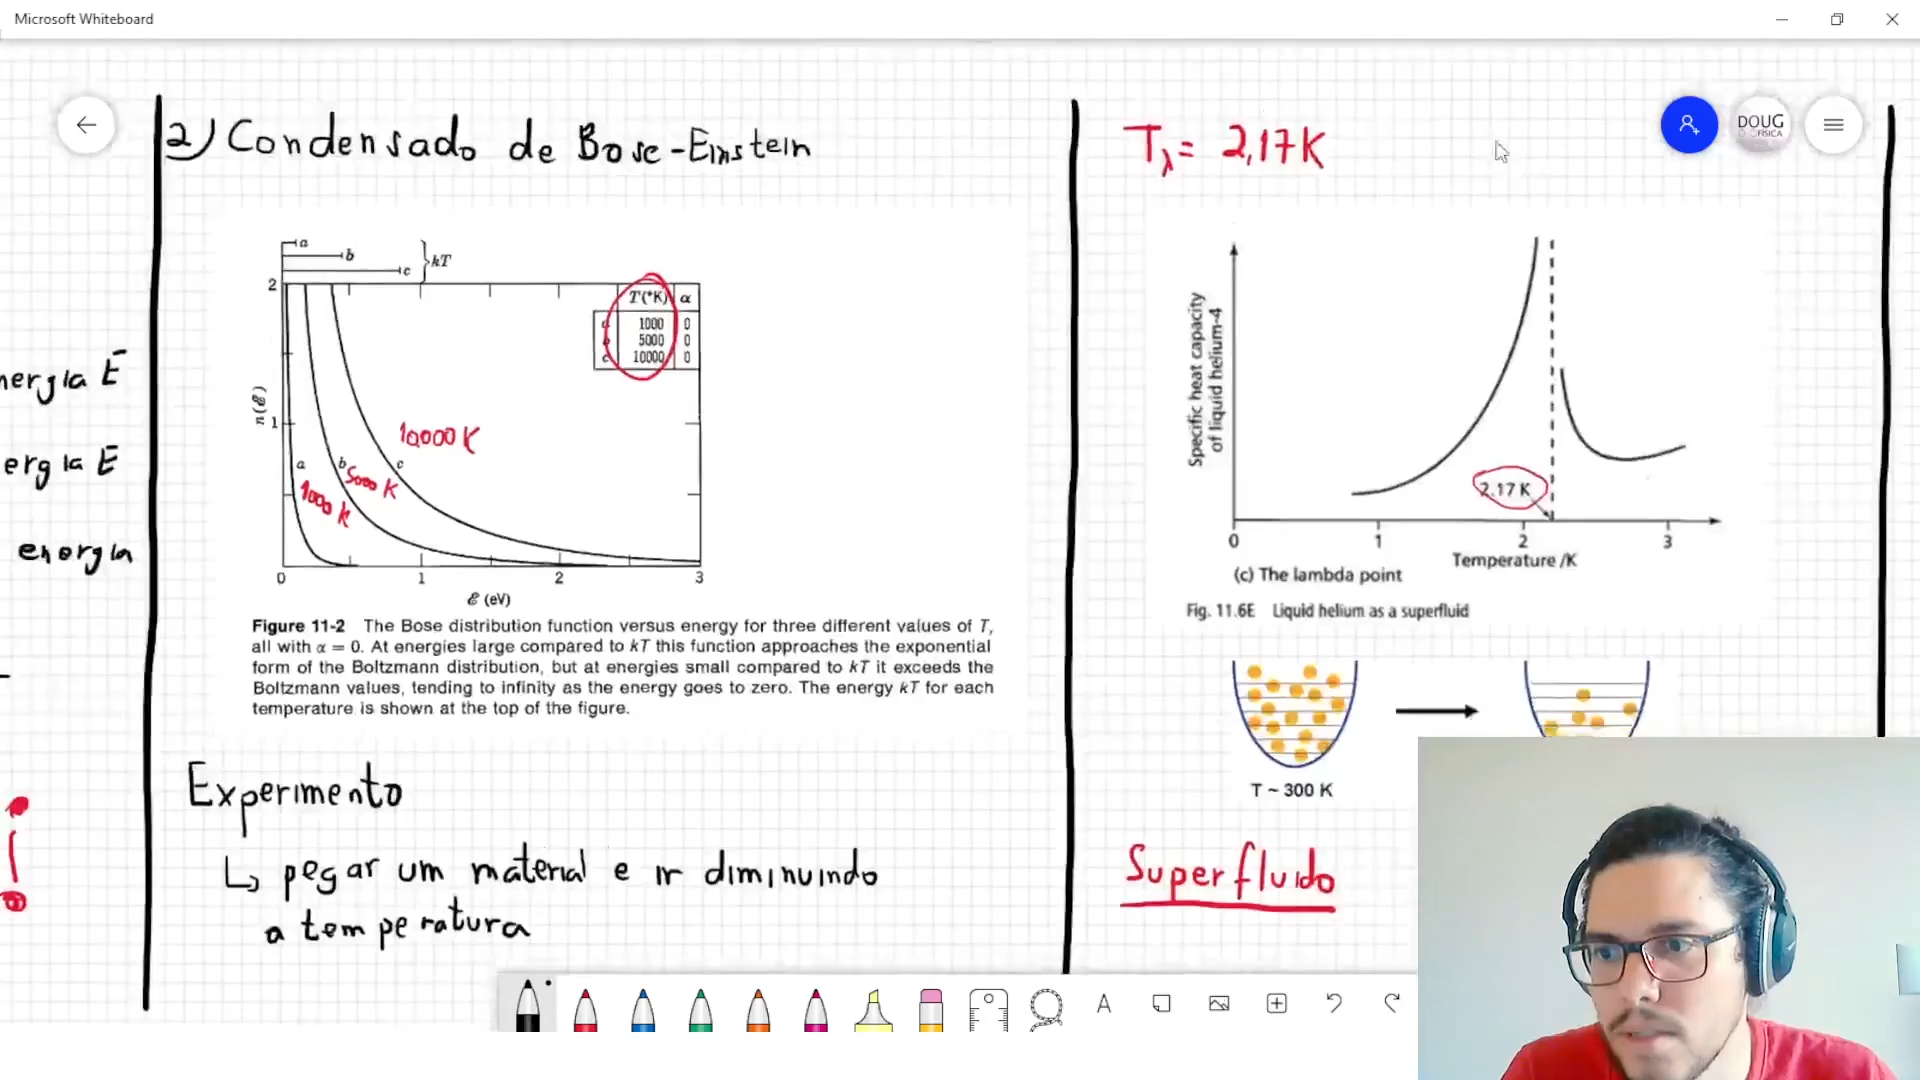 Microsoft Whiteboard
2) Condensado de Bose-Einstein
a
b
c
kT
2
1
n(ℰ)
T(°K) α
a 1000 0
b 5000 0
c 10000 0
10000 K
a
b
c
5000 K
1000 K
0 1 2 3
ℰ (eV)
Figure 11-2 The Bose distribution function versus energy for three different values of T,
all with α = 0. At energies large compared to kT this function approaches the exponential
form of the Boltzmann distribution, but at energies small compared to kT it exceeds the
Boltzmann values, tending to infinity as the energy goes to zero. The energy kT for each
temperature is shown at the top of the figure.
Experimento
↳ pegar um material e ir diminuindo
a temperatura
E
E
energia
Tλ = 2,17K
DOUG
FÍSICA
Specific heat capacity
of liquid helium-4
2.17 K
0 1 2 3
Temperature /K
(c) The lambda point
Fig. 11.6E Liquid helium as a superfluid
T ~ 300 K
Superfluido
A